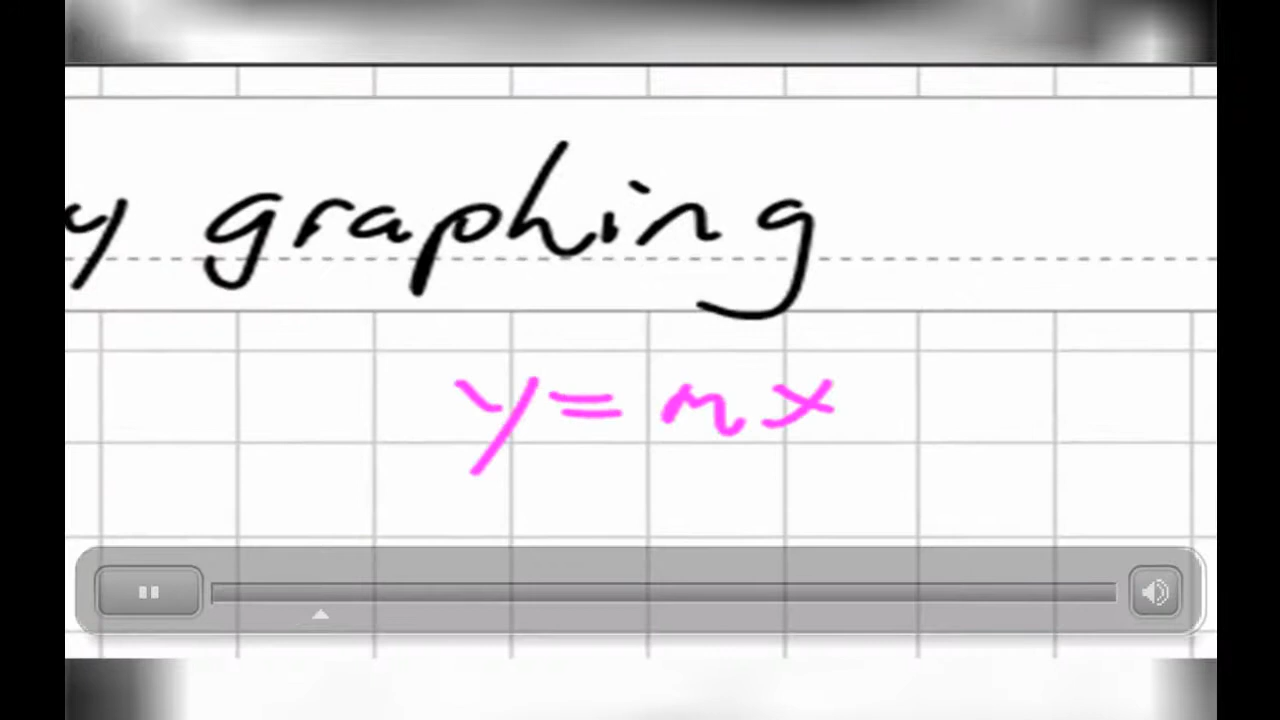 y graphing
y = mx